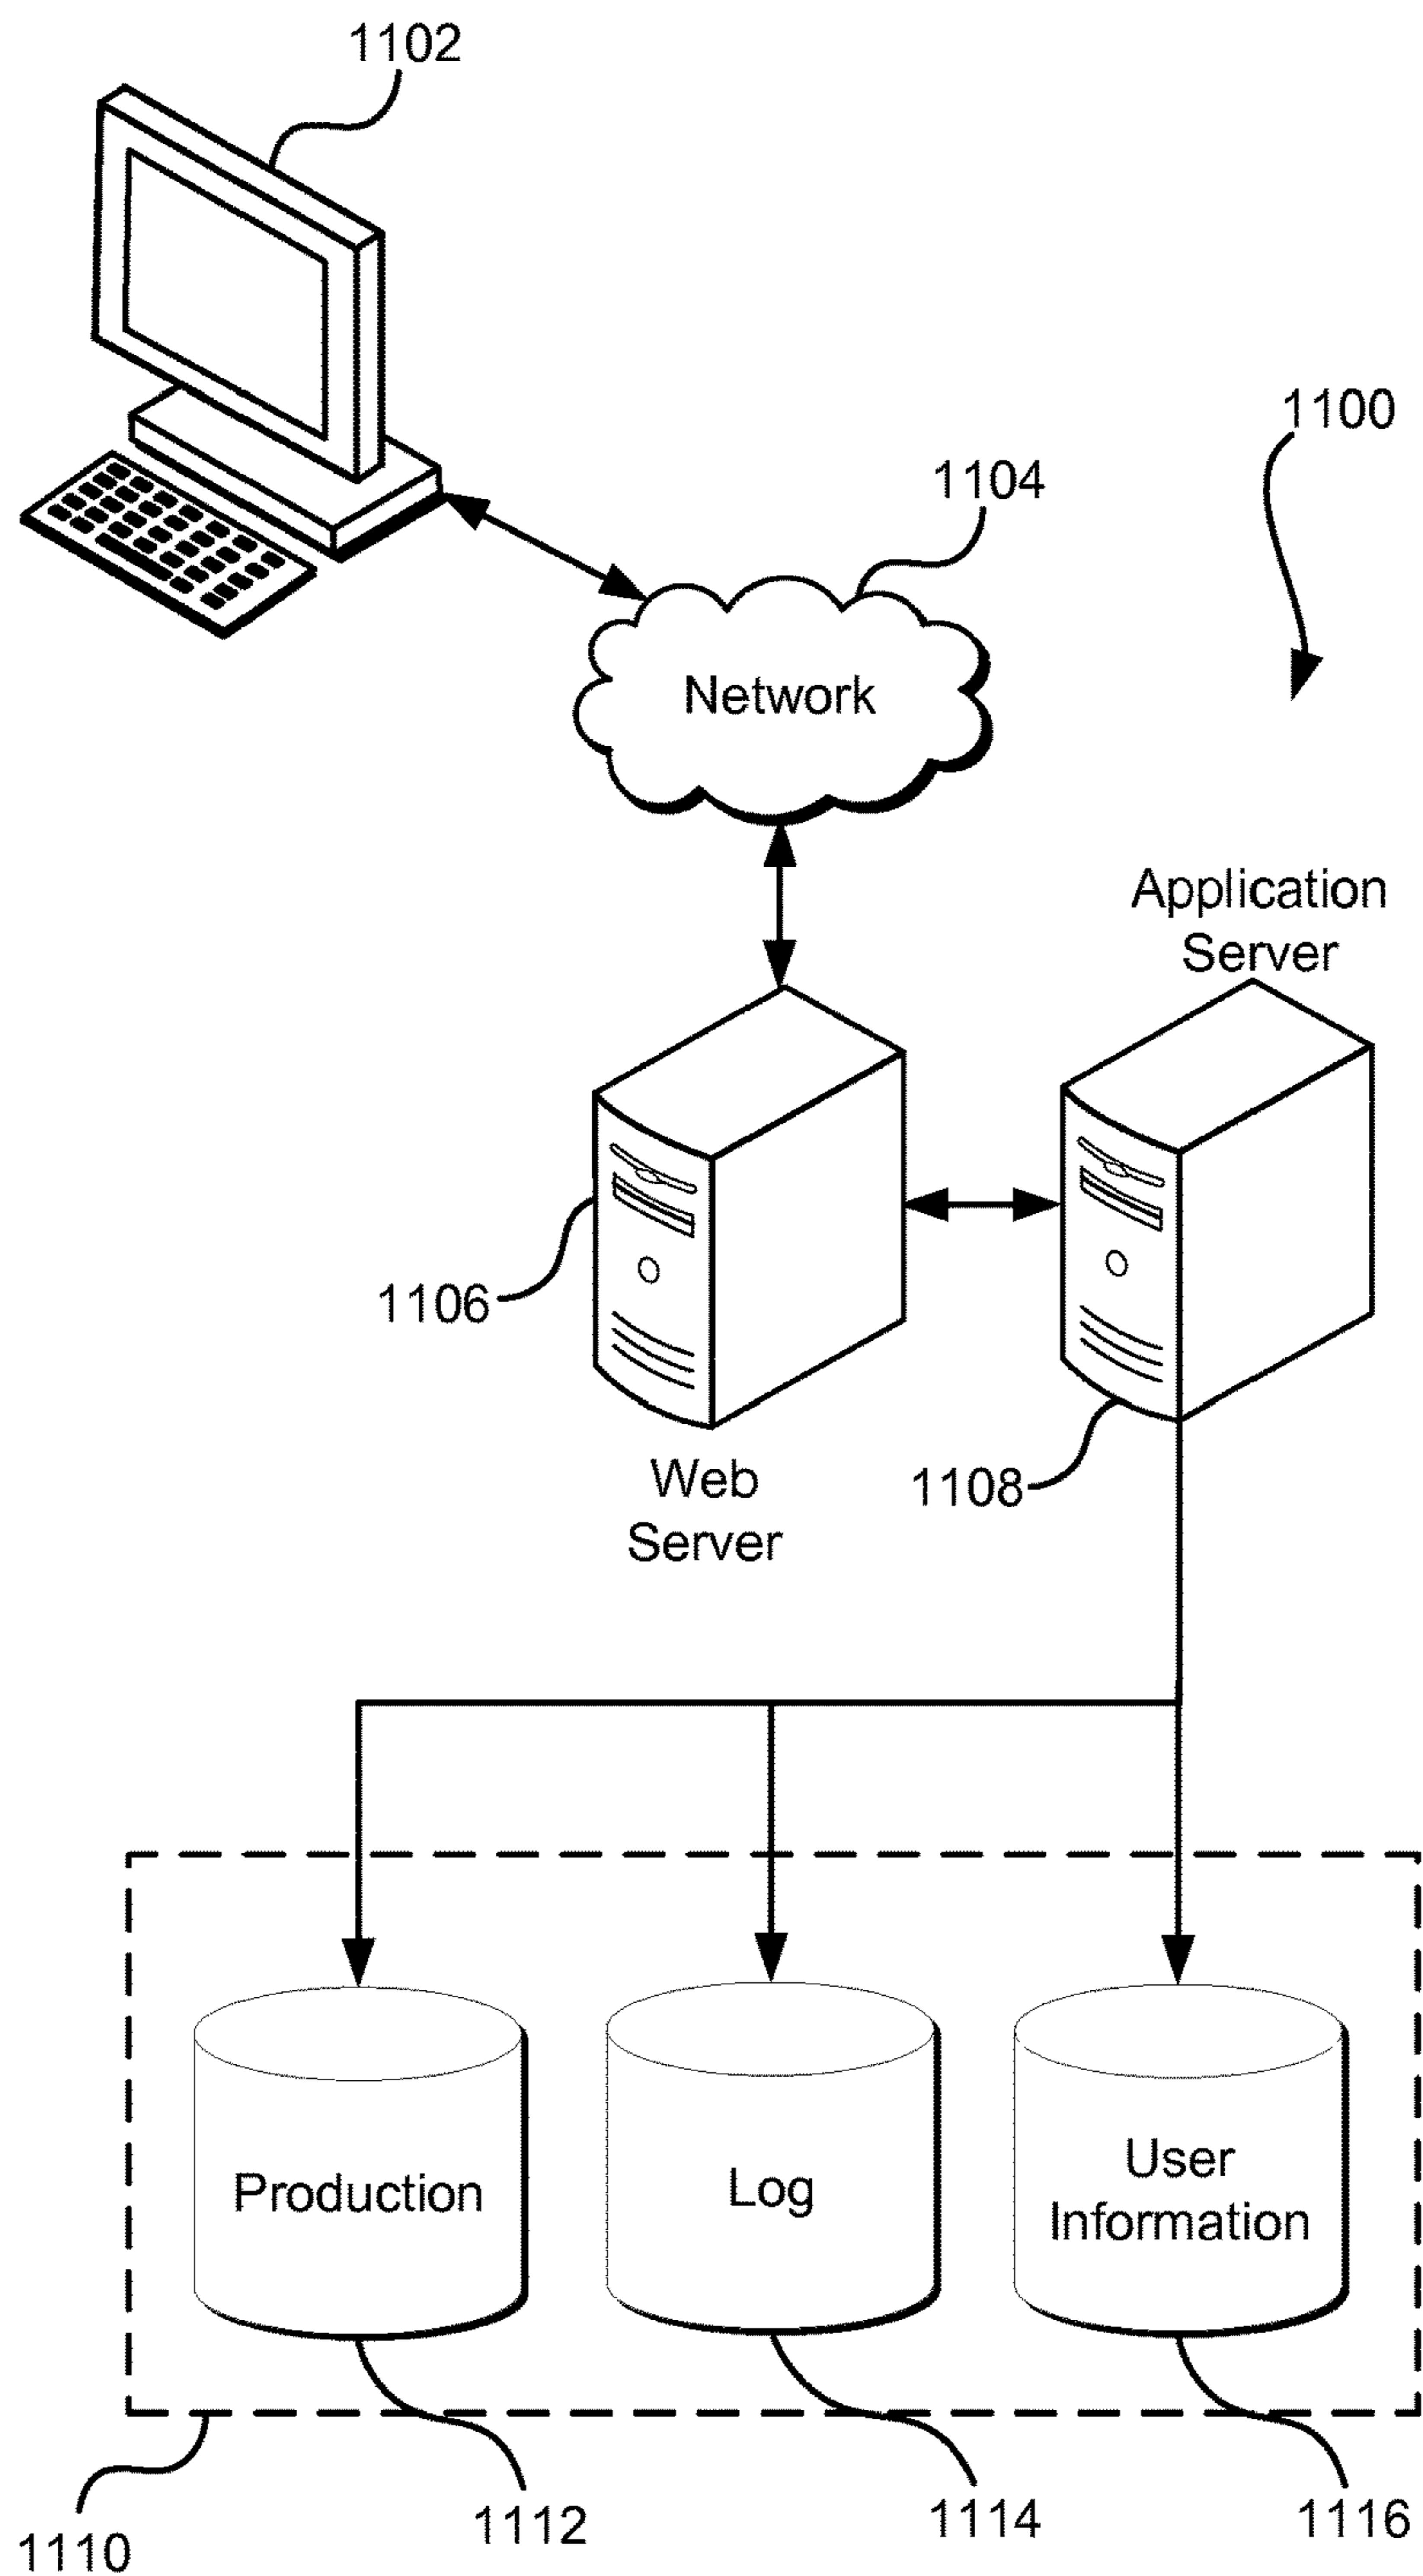 1102
1100
1104
Network
Application
Server
1106
1108
Web
Server
Production
Log
User
Information
1110
1112
1114
1116